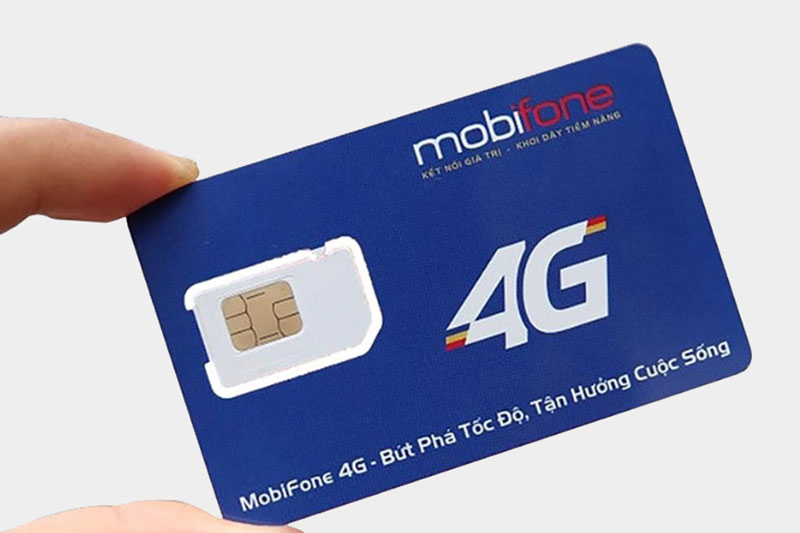 mobifone
KẾT NỐI GIÁ TRỊ - KHƠI DẬY TIỀM NĂNG
4G
MobiFone 4G - Bứt Phá Tốc Độ, Tận Hưởng Cuộc Sống